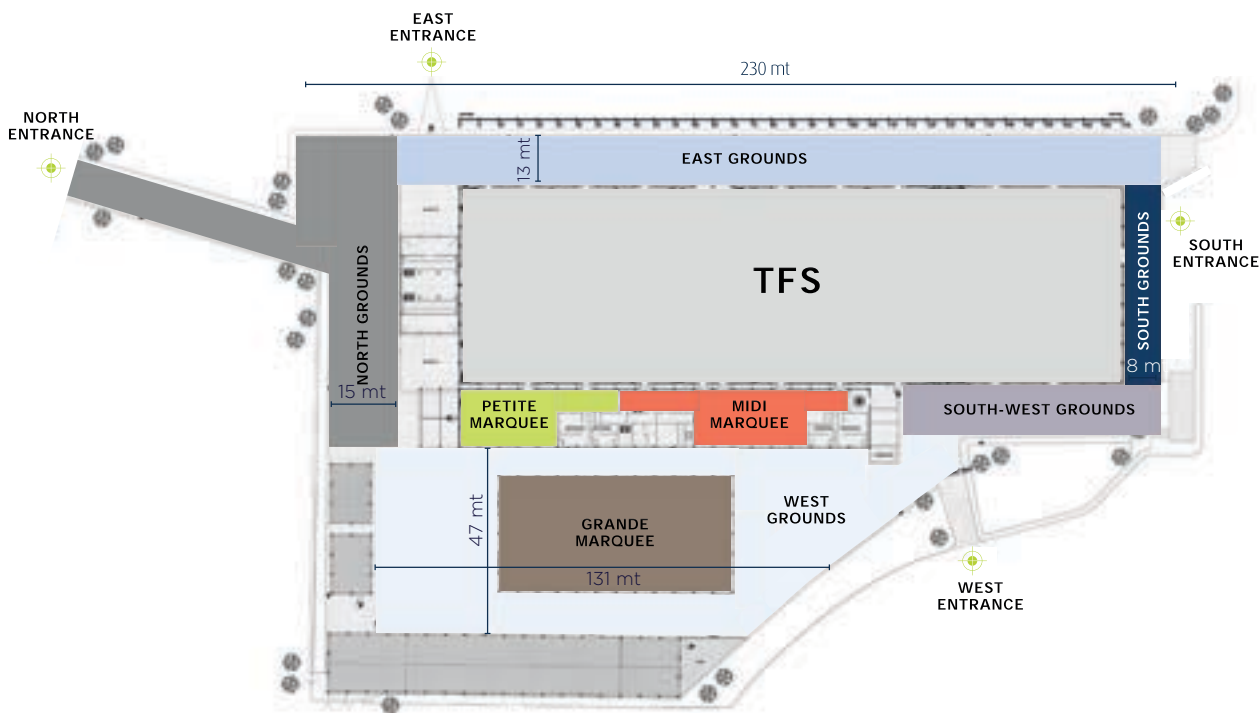 EAST
ENTRANCE
230 mt
NORTH
ENTRANCE
13 mt
EAST GROUNDS
TFS
SOUTH GROUNDS
SOUTH
ENTRANCE
NORTH GROUNDS
15 mt
8 m
PETITE
MARQUEE
MIDI
MARQUEE
SOUTH-WEST GROUNDS
47 mt
GRANDE
MARQUEE
WEST
GROUNDS
131 mt
WEST
ENTRANCE